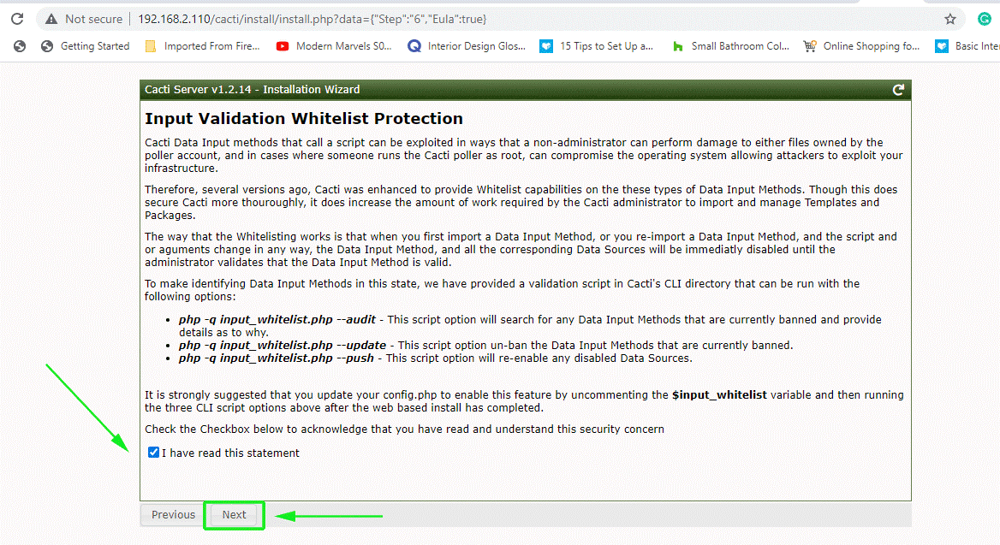 Not secure | 192.168.2.110/cacti/install/install.php?data={"Step":"6","Eula":true}
Getting Started Imported From Fire... Modern Marvels S0... Interior Design Glos... 15 Tips to Set Up a... Small Bathroom Col... Online Shopping fo... Basic Inte
Cacti Server v1.2.14 - Installation Wizard
Input Validation Whitelist Protection
Cacti Data Input methods that call a script can be exploited in ways that a non-administrator can perform damage to either files owned by the
poller account, and in cases where someone runs the Cacti poller as root, can compromise the operating system allowing attackers to exploit your
infrastructure.
Therefore, several versions ago, Cacti was enhanced to provide Whitelist capabilities on the these types of Data Input Methods. Though this does
secure Cacti more thouroughly, it does increase the amount of work required by the Cacti administrator to import and manage Templates and
Packages.
The way that the Whitelisting works is that when you first import a Data Input Method, or you re-import a Data Input Method, and the script and
or aguments change in any way, the Data Input Method, and all the corresponding Data Sources will be immediatly disabled until the
administrator validates that the Data Input Method is valid.
To make identifying Data Input Methods in this state, we have provided a validation script in Cacti's CLI directory that can be run with the
following options:
• php -q input_whitelist.php --audit - This script option will search for any Data Input Methods that are currently banned and provide
details as to why.
• php -q input_whitelist.php --update - This script option un-ban the Data Input Methods that are currently banned.
• php -q input_whitelist.php --push - This script option will re-enable any disabled Data Sources.
It is strongly suggested that you update your config.php to enable this feature by uncommenting the $input_whitelist variable and then running
the three CLI script options above after the web based install has completed.
Check the Checkbox below to acknowledge that you have read and understand this security concern
I have read this statement
Previous Next